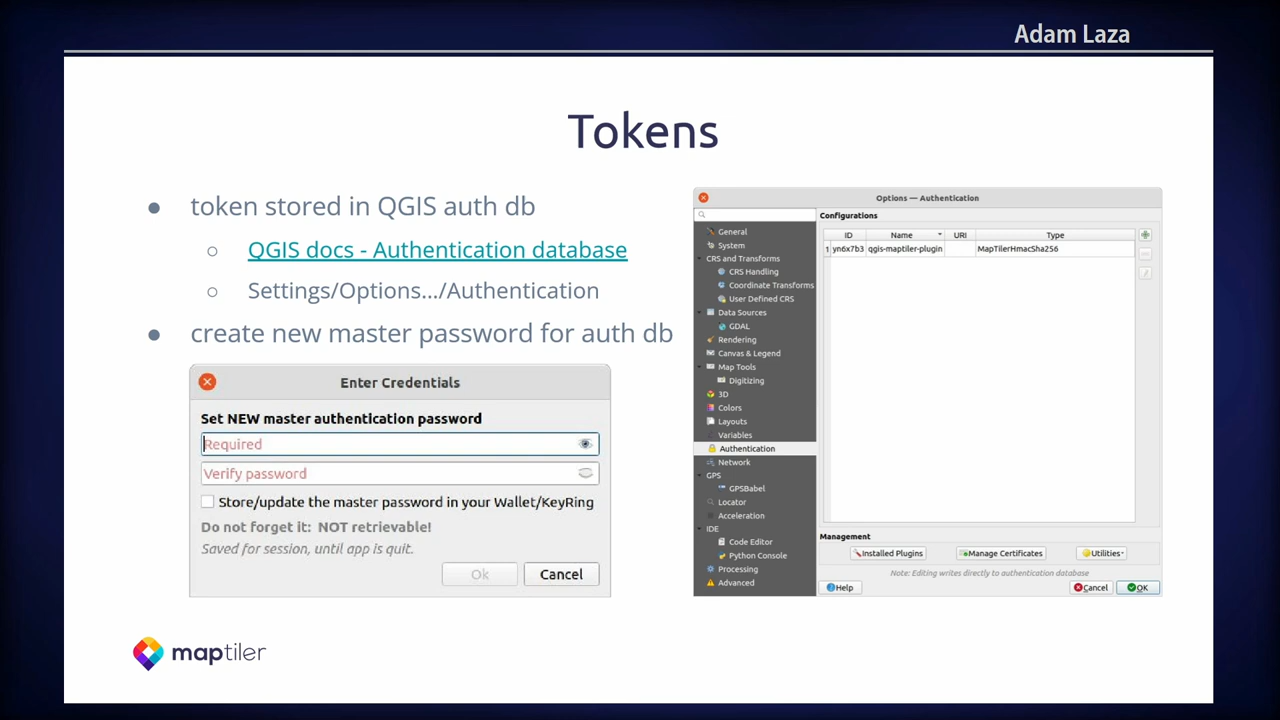 Adam Laza
Tokens
● token stored in QGIS auth db
○ QGIS docs - Authentication database
○ Settings/Options.../Authentication
● create new master password for auth db
Enter Credentials
Set NEW master authentication password
Required
Verify password
Store/update the master password in your Wallet/KeyRing
Do not forget it: NOT retrievable!
Saved for session, until app is quit.
Ok
Cancel
Options — Authentication
General
System
CRS and Transforms
CRS Handling
Coordinate Transforms
User Defined CRS
Data Sources
GDAL
Rendering
Canvas & Legend
Map Tools
Digitizing
3D
Colors
Layouts
Variables
Authentication
Network
GPS
GPSBabel
Locator
Acceleration
IDE
Code Editor
Python Console
Processing
Advanced
Configurations
ID Name URI Type
1 yn6x7b3 qgis-maptiler-plugin MapTilerHmacSha256
Management
Installed Plugins Manage Certificates Utilities
Note: Editing writes directly to authentication database
Help Cancel OK
maptiler